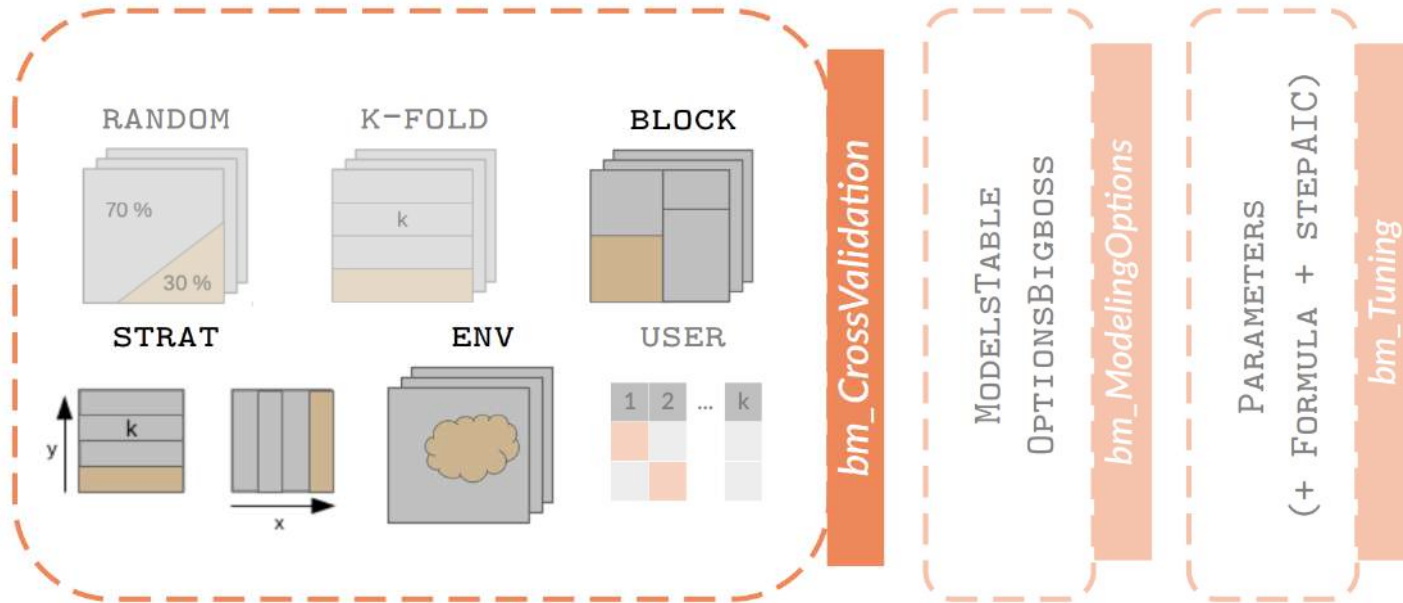 RANDOM
K-FOLD
BLOCK
70 %
30 %
k
STRAT
ENV
USER
y
k
x
1 2 ... k
bm_CrossValidation
MODELSTABLE
OPTIONSBIGBOSS
bm_ModelingOptions
PARAMETERS
(+ FORMULA + STEPAIC)
bm_Tuning